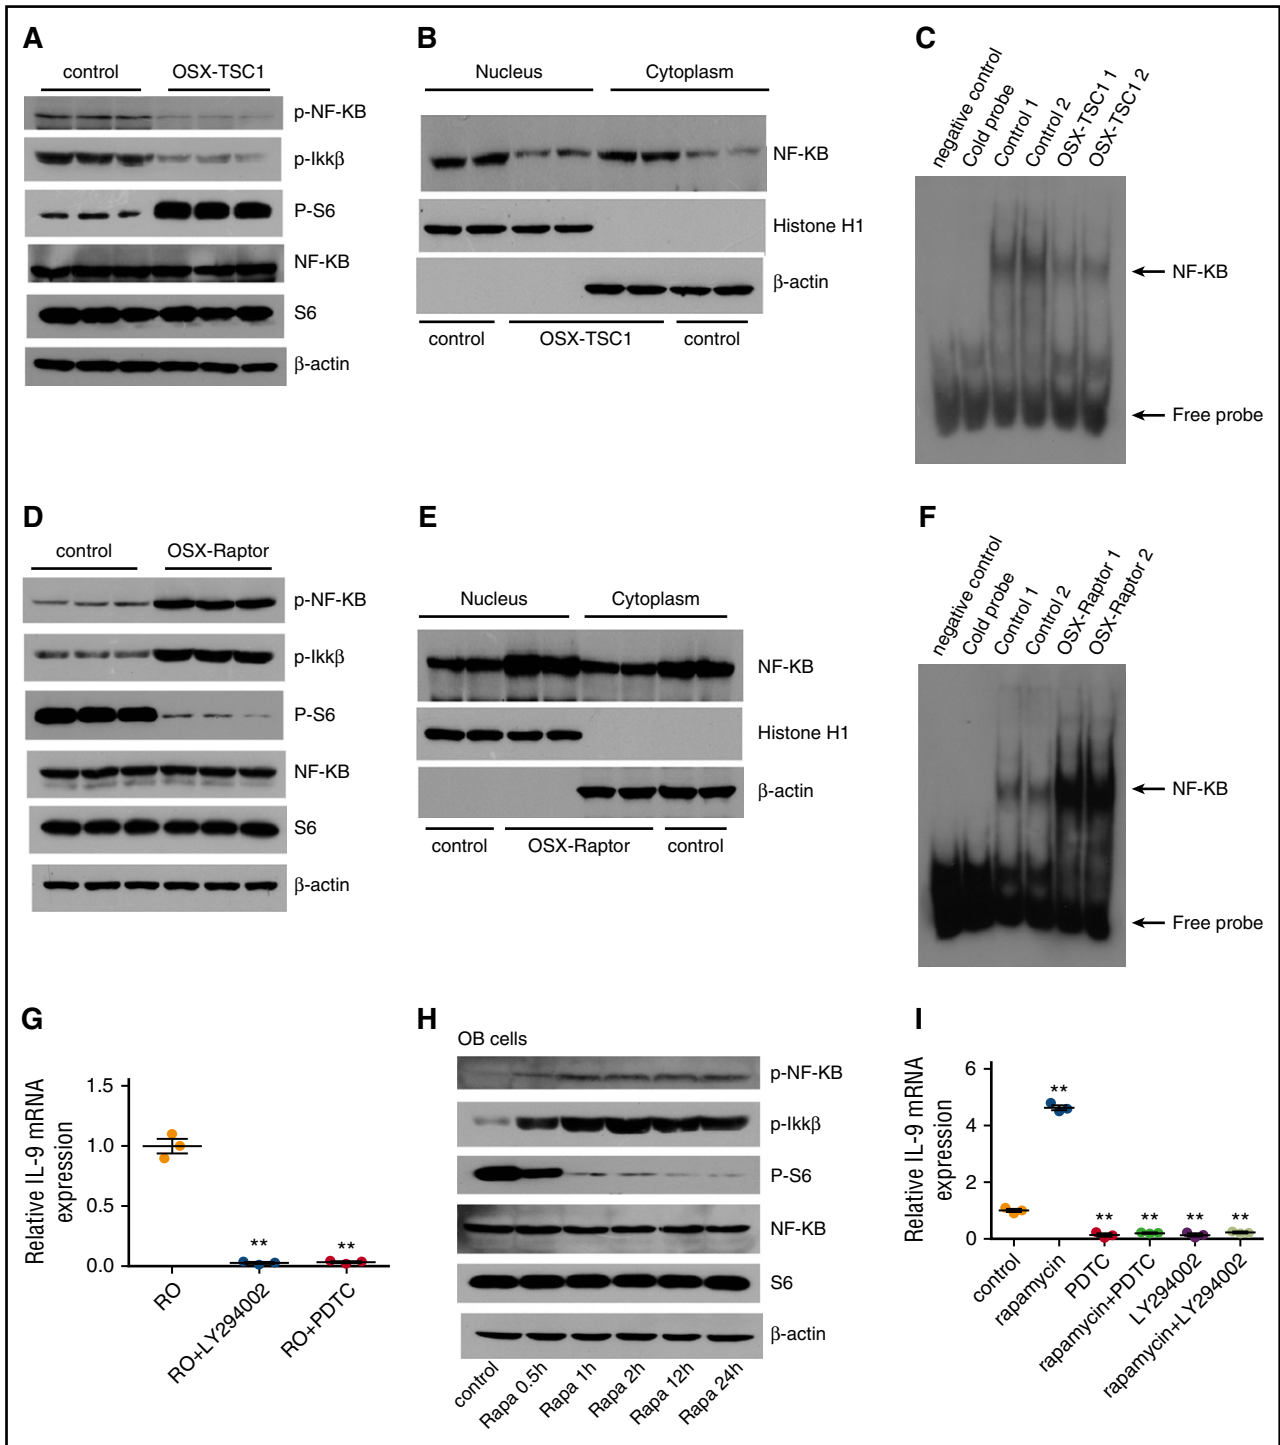 A
control OSX-TSC1
p-NF-KB
p-Ikkβ
P-S6
NF-KB
S6
β-actin
B
Nucleus Cytoplasm
NF-KB
Histone H1
β-actin
control OSX-TSC1 control
C
negative control
Cold probe
Control 1
Control 2
OSX-TSC1 1
OSX-TSC1 2
NF-KB
Free probe
D
control OSX-Raptor
p-NF-KB
p-Ikkβ
P-S6
NF-KB
S6
β-actin
E
Nucleus Cytoplasm
NF-KB
Histone H1
β-actin
control OSX-Raptor control
F
negative control
Cold probe
Control 1
Control 2
OSX-Raptor 1
OSX-Raptor 2
NF-KB
Free probe
G
Relative IL-9 mRNA
expression
1.5
1.0
0.5
0.0
** **
RO
RO+LY294002
RO+PDTC
H
OB cells
p-NF-KB
p-Ikkβ
P-S6
NF-KB
S6
β-actin
control
Rapa 0.5h
Rapa 1h
Rapa 2h
Rapa 12h
Rapa 24h
I
Relative IL-9 mRNA
expression
6
4
2
0
**
** ** ** **
control
rapamycin
PDTC
rapamycin+PDTC
LY294002
rapamycin+LY294002